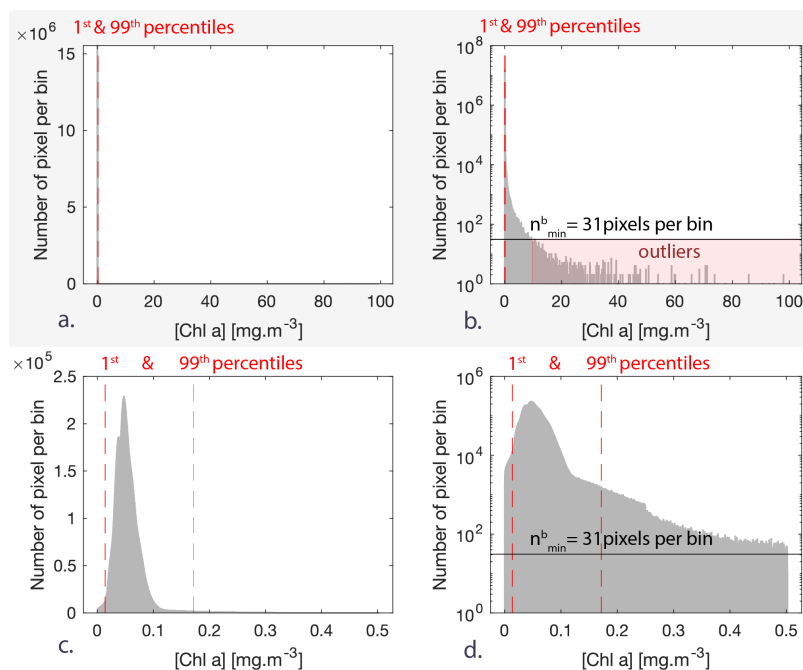 1st & 99th percentiles
×10^6
15
10
5
0
Number of pixel per bin
0 20 40 60 80 100
[Chl a] [mg.m-3]
a.
1st & 99th percentiles
10^8
10^6
10^4
10^2
10^0
Number of pixel per bin
n^b_min = 31pixels per bin
outliers
0 20 40 60 80 100
[Chl a] [mg.m-3]
b.
1st & 99th percentiles
×10^5
2.5
2
1.5
1
0.5
0
Number of pixel per bin
0 0.1 0.2 0.3 0.4 0.5
[Chl a] [mg.m-3]
c.
1st & 99th percentiles
10^6
10^4
10^2
10^0
Number of pixel per bin
n^b_min = 31pixels per bin
0 0.1 0.2 0.3 0.4 0.5
[Chl a] [mg.m-3]
d.